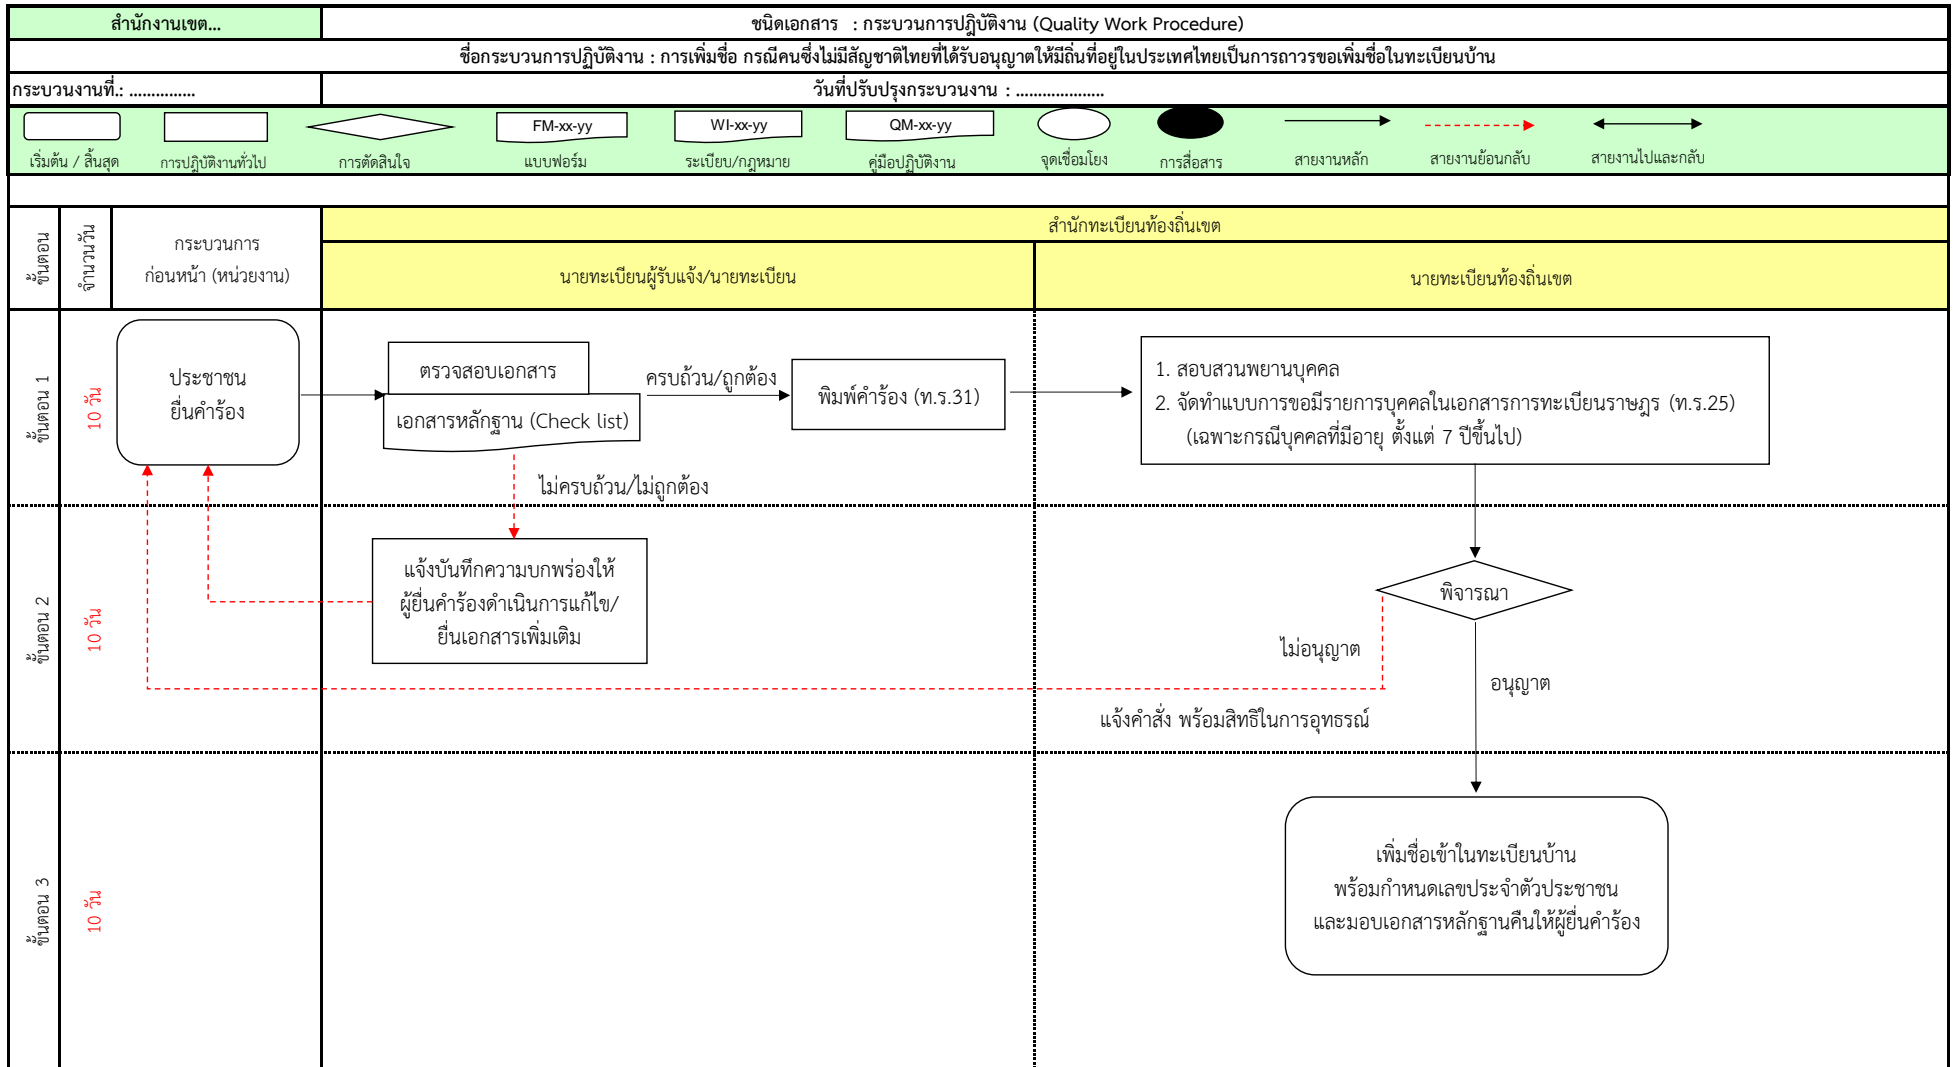 สำนักงานเขต...
ชนิดเอกสาร : กระบวนการปฏิบัติงาน (Quality Work Procedure)
ชื่อกระบวนการปฏิบัติงาน : การเพิ่มชื่อ กรณีคนซึ่งไม่มีสัญชาติไทยที่ได้รับอนุญาตให้มีถิ่นที่อยู่ในประเทศไทยเป็นการถาวรขอเพิ่มชื่อในทะเบียนบ้าน
กระบวนงานที่.: ...............
วันที่ปรับปรุงกระบวนงาน : ....................
FM-xx-yy
WI-xx-yy
QM-xx-yy
เริ่มต้น / สิ้นสุด
การปฏิบัติงานทั่วไป
การตัดสินใจ
แบบฟอร์ม
ระเบียบ/กฎหมาย
คู่มือปฏิบัติงาน
จุดเชื่อมโยง
การสื่อสาร
สายงานหลัก
สายงานย้อนกลับ
สายงานไปและกลับ
ขั้นตอน
จำนวนวัน
กระบวนการ
ก่อนหน้า (หน่วยงาน)
สำนักทะเบียนท้องถิ่นเขต
นายทะเบียนผู้รับแจ้ง/นายทะเบียน
นายทะเบียนท้องถิ่นเขต
ขั้นตอน 1
10 วัน
ประชาชน
ยื่นคำร้อง
ตรวจสอบเอกสาร
เอกสารหลักฐาน (Check list)
ครบถ้วน/ถูกต้อง
พิมพ์คำร้อง (ท.ร.31)
1. สอบสวนพยานบุคคล
2. จัดทำแบบการขอมีรายการบุคคลในเอกสารการทะเบียนราษฎร (ท.ร.25)
(เฉพาะกรณีบุคคลที่มีอายุ ตั้งแต่ 7 ปีขึ้นไป)
ไม่ครบถ้วน/ไม่ถูกต้อง
ขั้นตอน 2
10 วัน
แจ้งบันทึกความบกพร่องให้
ผู้ยื่นคำร้องดำเนินการแก้ไข/
ยื่นเอกสารเพิ่มเติม
พิจารณา
ไม่อนุญาต
อนุญาต
แจ้งคำสั่ง พร้อมสิทธิในการอุทธรณ์
ขั้นตอน 3
10 วัน
เพิ่มชื่อเข้าในทะเบียนบ้าน
พร้อมกำหนดเลขประจำตัวประชาชน
และมอบเอกสารหลักฐานคืนให้ผู้ยื่นคำร้อง